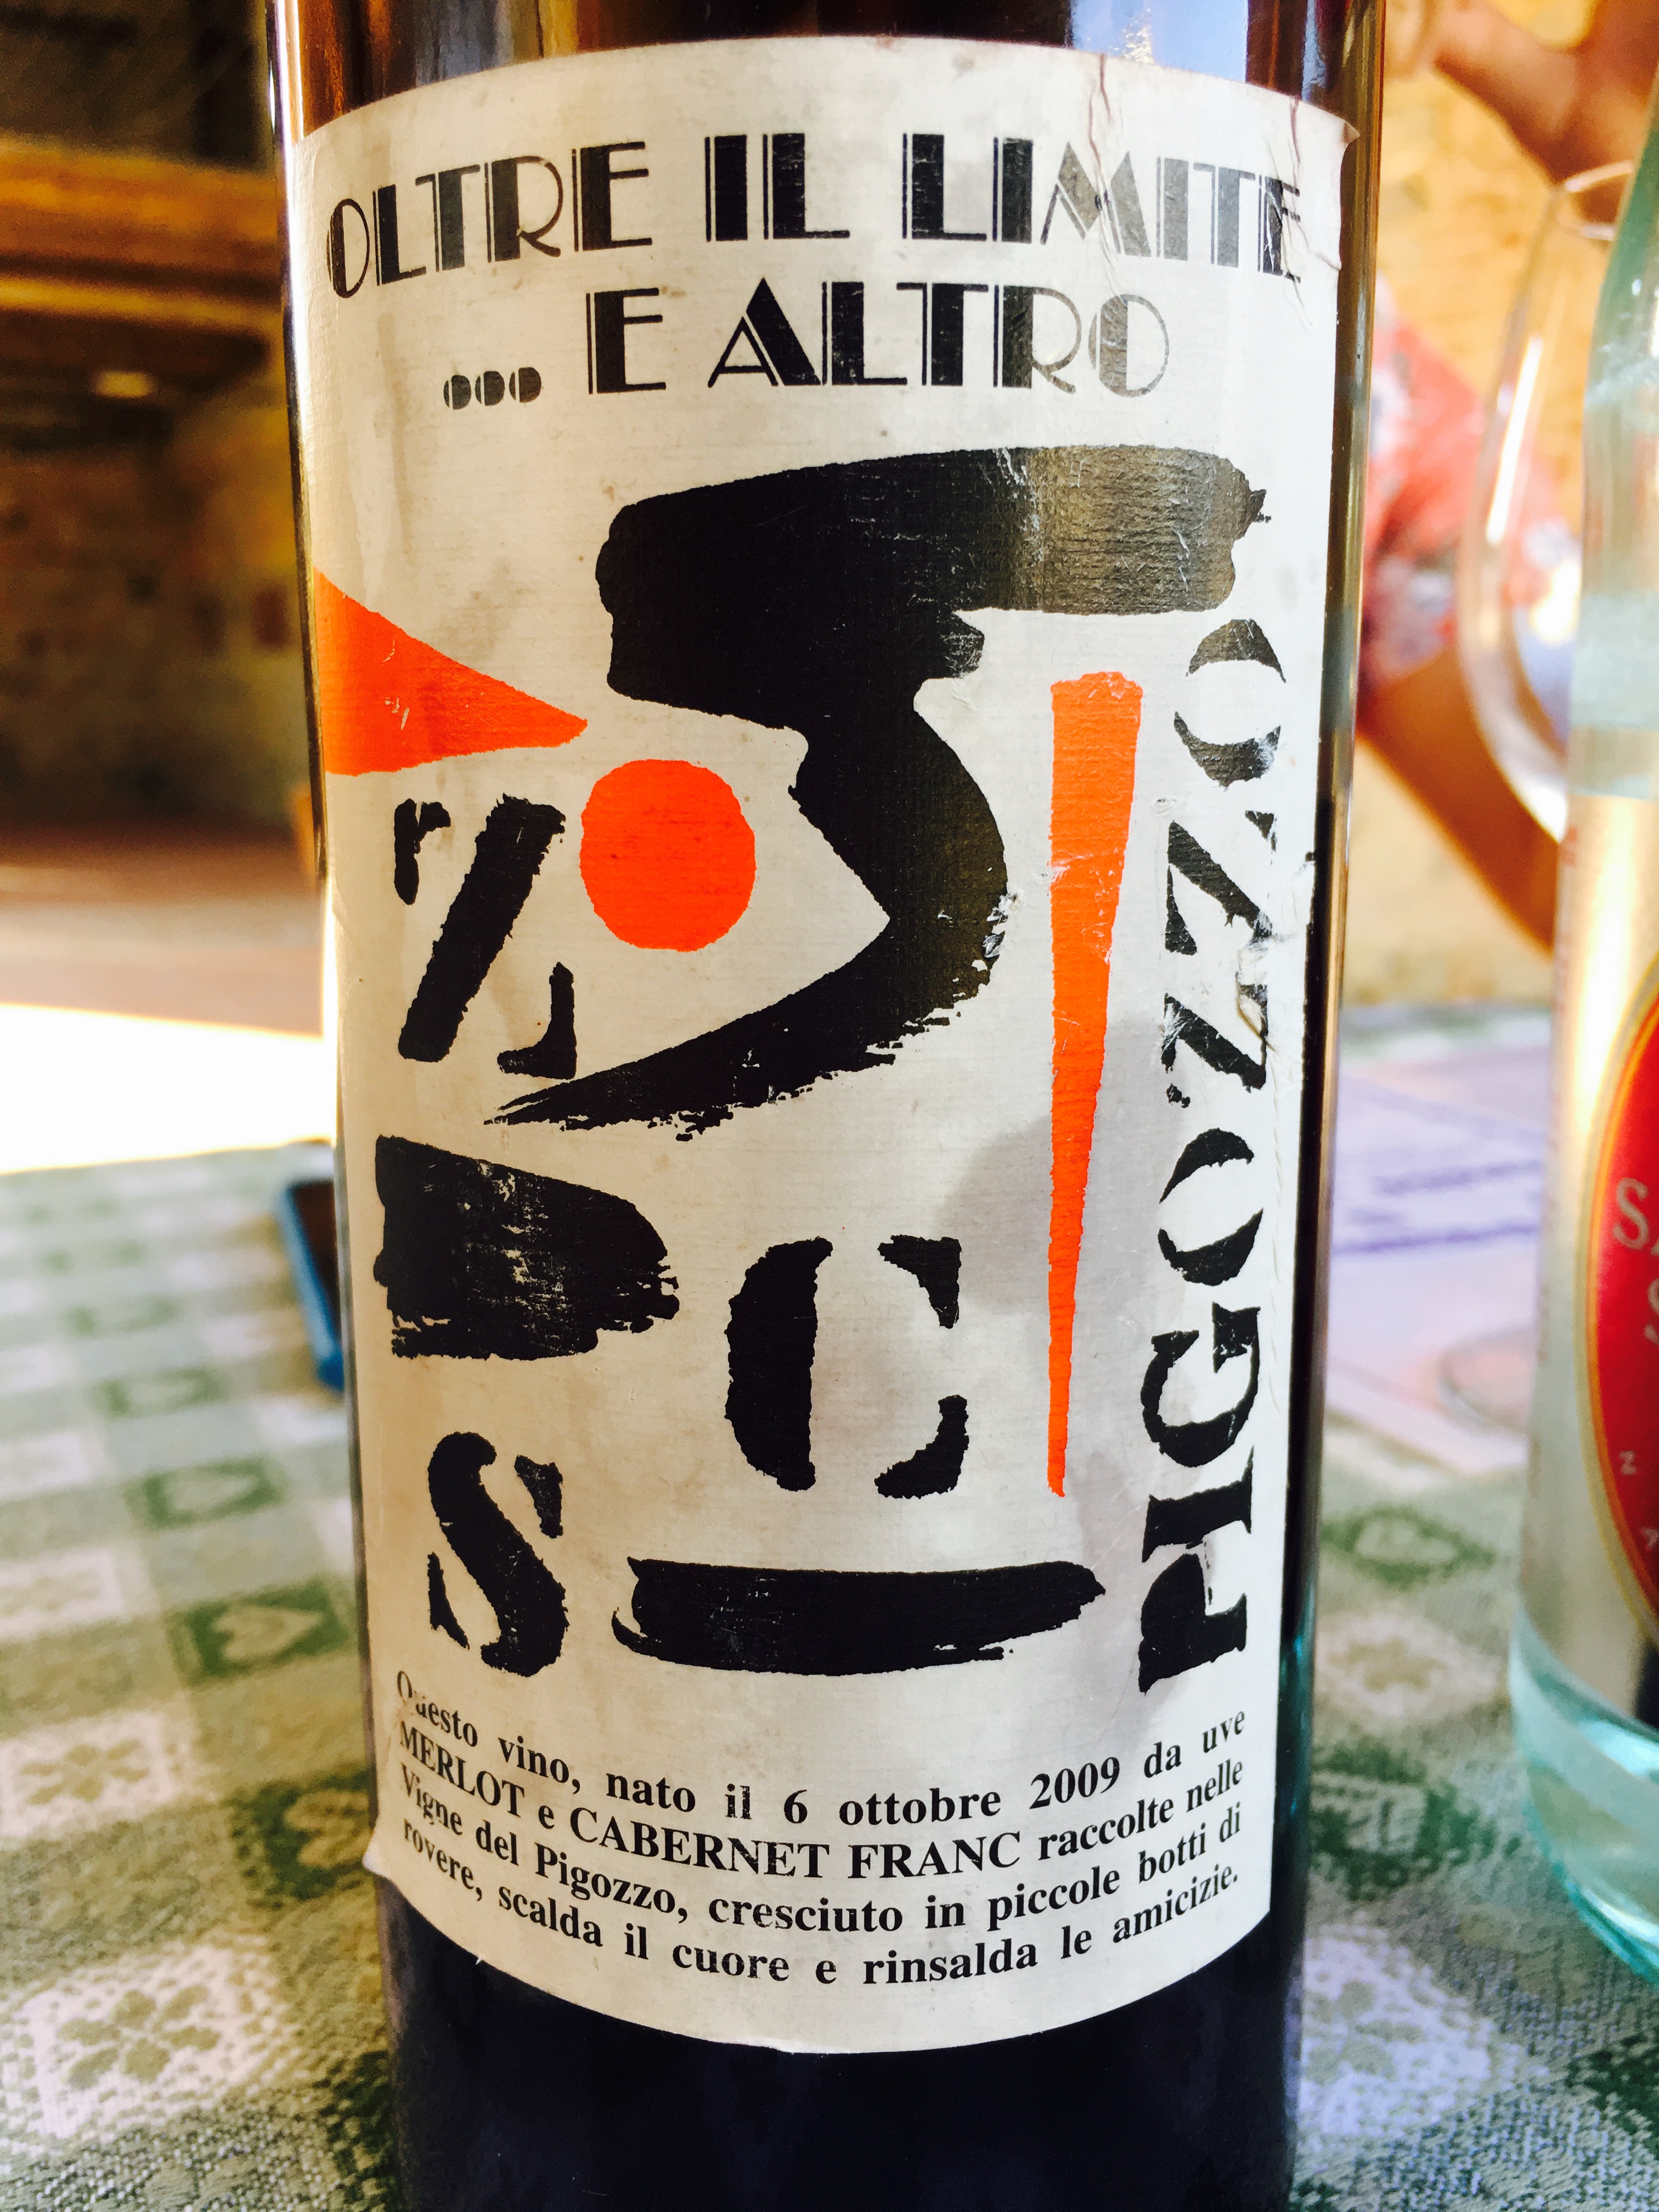 OLTRE IL LIMITE
... E ALTRO
Z
C
S
PIGOZZO
Questo vino, nato il 6 ottobre 2009 da uve
MERLOT e CABERNET FRANC raccolte nelle
Vigne del Pigozzo, cresciuto in piccole botti di
rovere, scalda il cuore e rinsalda le amicizie.